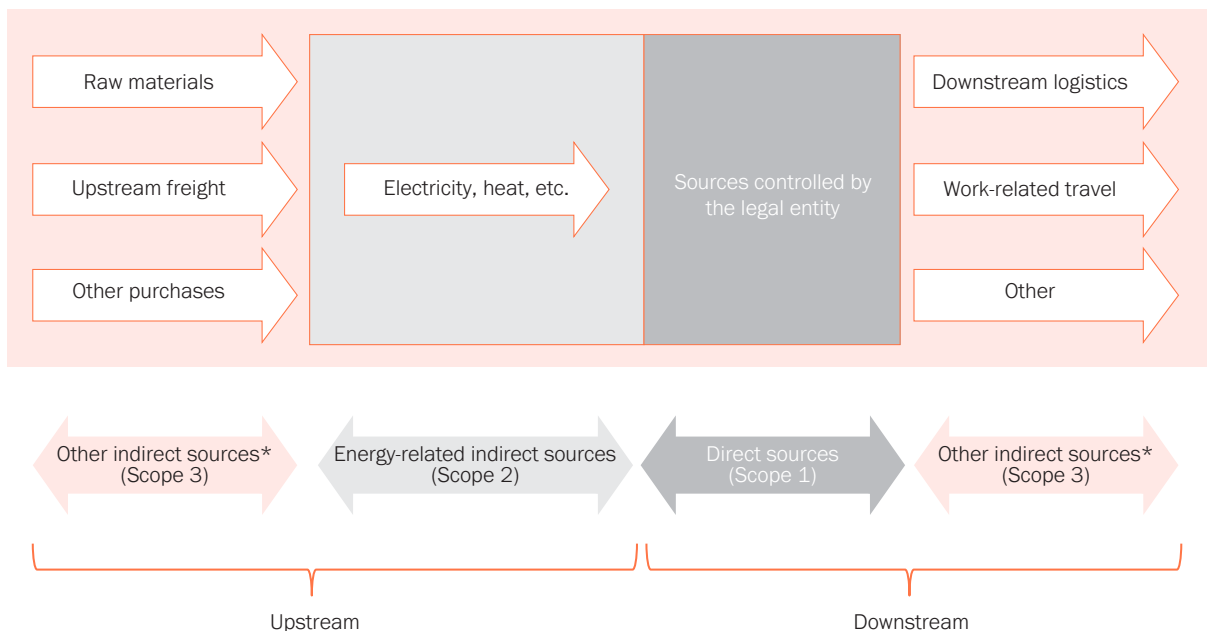 Raw materials
Downstream logistics
Upstream freight
Electricity, heat, etc.
Sources controlled by
the legal entity
Work-related travel
Other purchases
Other
Other indirect sources*
(Scope 3)
Energy-related indirect sources
(Scope 2)
Direct sources
(Scope 1)
Other indirect sources*
(Scope 3)
Upstream
Downstream